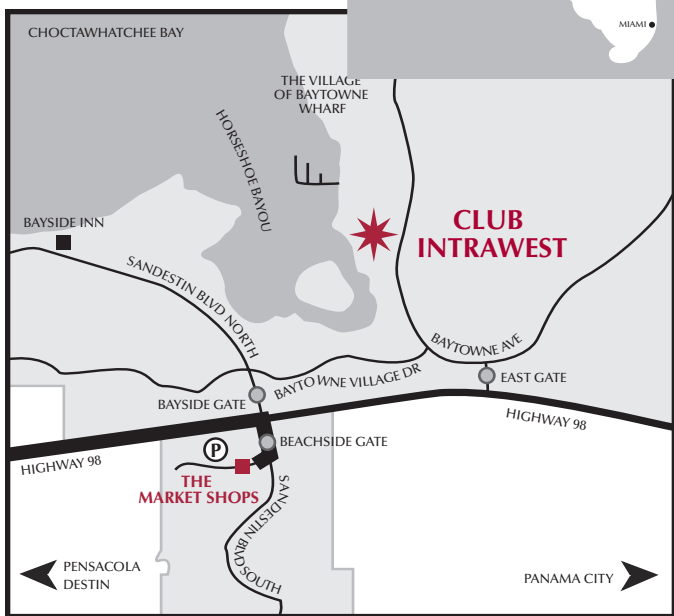 MIAMI
CHOCTAWHATCHEE BAY
THE VILLAGE
OF BAYTOWNE
WHARF
HORSESHOE BAYOU
BAYSIDE INN
CLUB
INTRAWEST
SANDESTIN BLVD NORTH
BAYTOWNE AVE
BAYTOWNE VILLAGE DR
EAST GATE
BAYSIDE GATE
HIGHWAY 98
BEACHSIDE GATE
P
HIGHWAY 98
THE
MARKET SHOPS
SANDESTIN BLVD SOUTH
PENSACOLA
DESTIN
PANAMA CITY